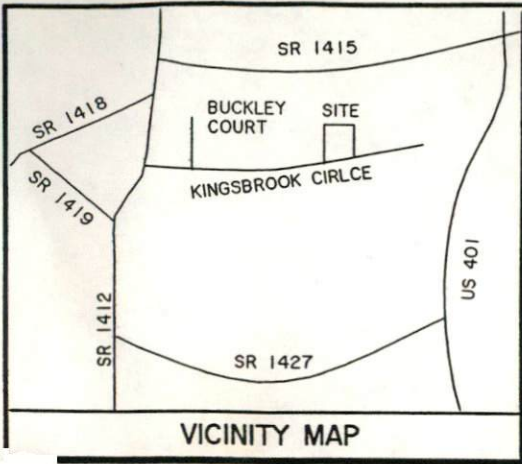 SR 1415
SR 1418
BUCKLEY
COURT
SITE
KINGSBROOK CIRLCE
SR 1419
US 401
SR 1412
SR 1427
VICINITY MAP